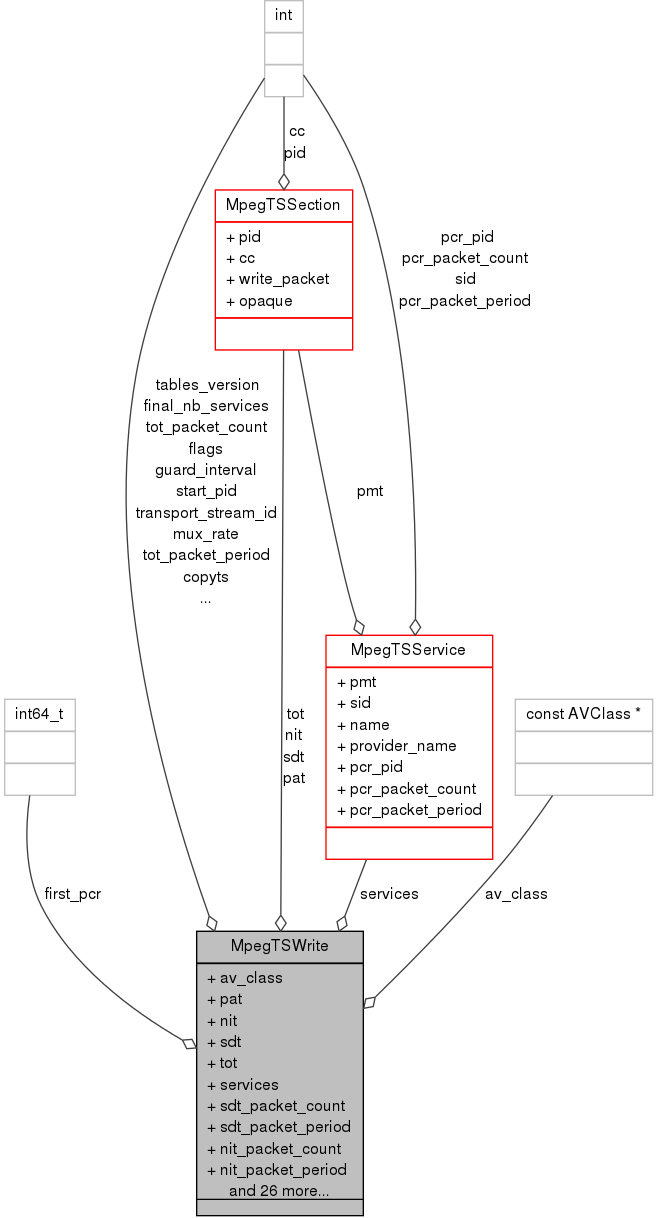 int
cc
pid
MpegTSSection
+ pid
+ cc
+ write_packet
+ opaque
pcr_pid
pcr_packet_count
sid
pcr_packet_period
tables_version
final_nb_services
tot_packet_count
flags
guard_interval
start_pid
transport_stream_id
mux_rate
tot_packet_period
copyts
...
pmt
MpegTSService
+ pmt
+ sid
+ name
+ provider_name
+ pcr_pid
+ pcr_packet_count
+ pcr_packet_period
int64_t
const AVClass *
tot
nit
sdt
pat
first_pcr
services
av_class
MpegTSWrite
+ av_class
+ pat
+ nit
+ sdt
+ tot
+ services
+ sdt_packet_count
+ sdt_packet_period
+ nit_packet_count
+ nit_packet_period
and 26 more...